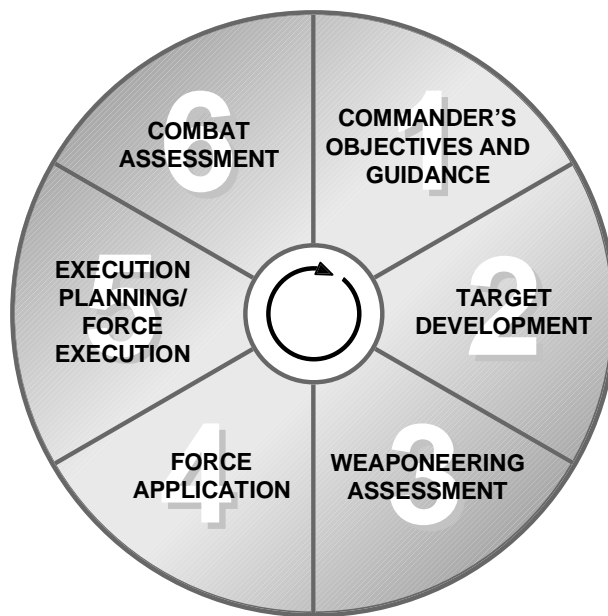 1
COMMANDER'S
OBJECTIVES AND
GUIDANCE
2
TARGET
DEVELOPMENT
3
WEAPONEERING
ASSESSMENT
4
FORCE
APPLICATION
5
EXECUTION
PLANNING/
FORCE
EXECUTION
6
COMBAT
ASSESSMENT